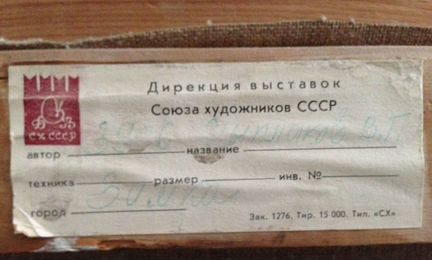 СХ СССР
Дирекция выставок
Союза художников СССР
автор название
техника размер инв. №
город
Зак. 1276. Тир. 15 000. Тип. «СХ»